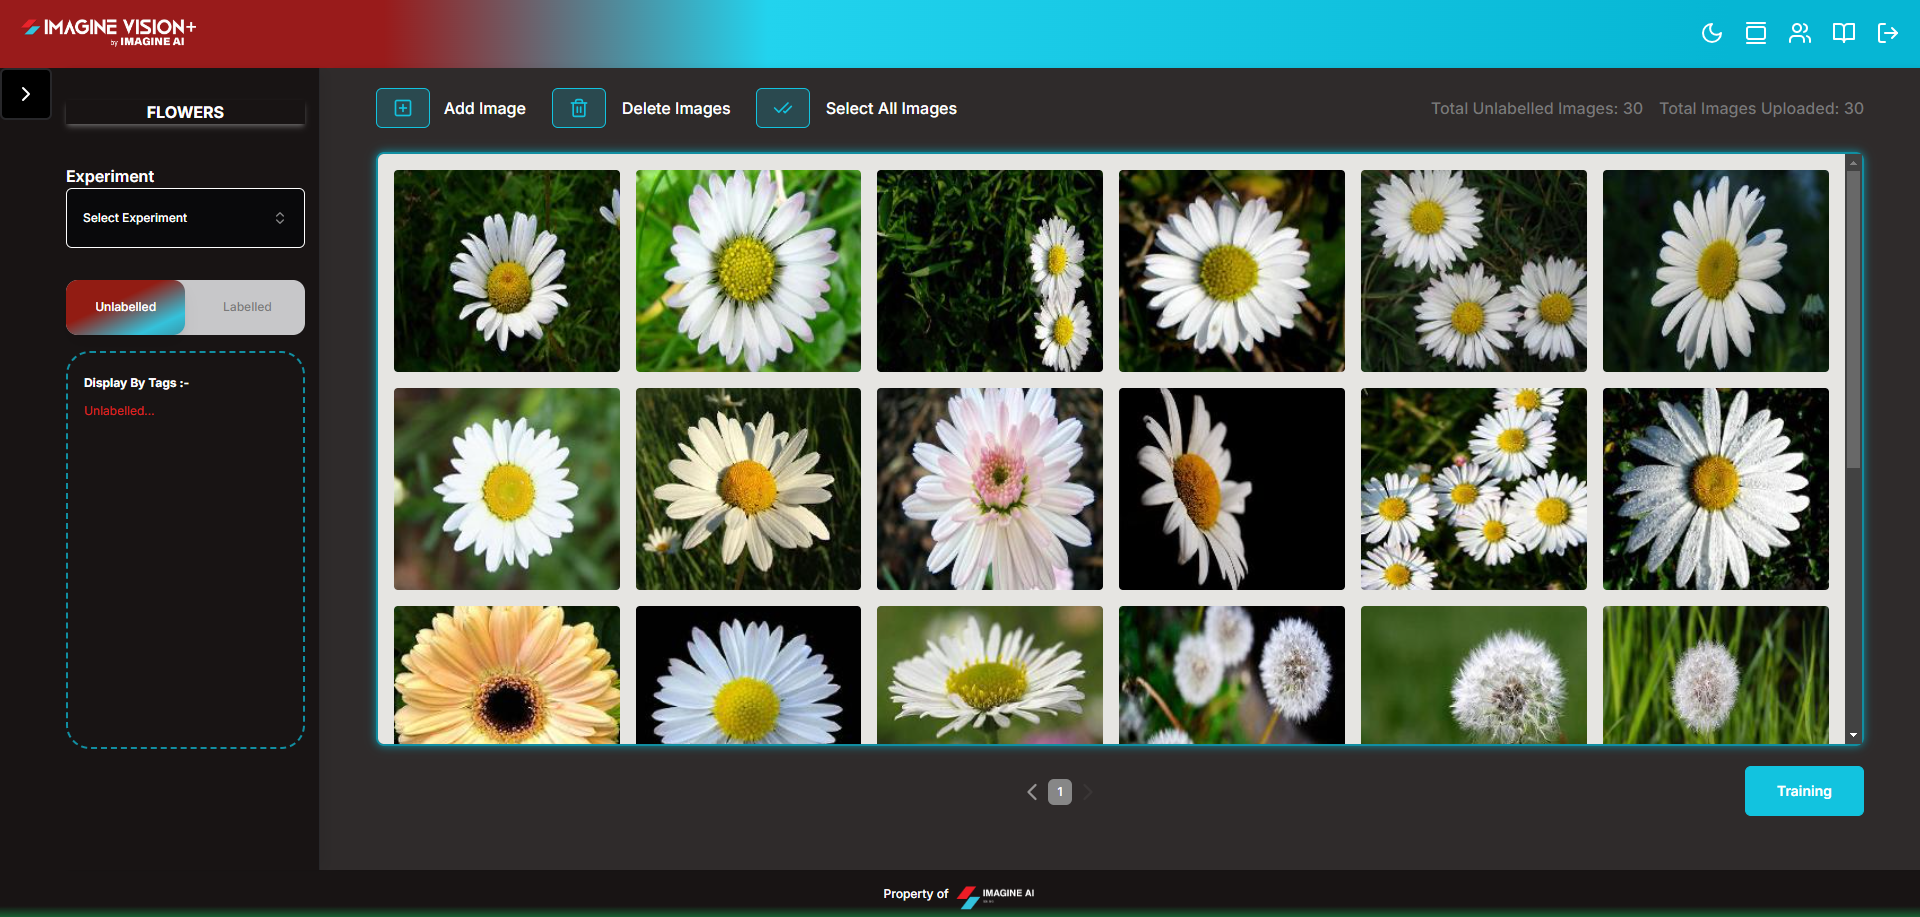 IMAGINE VISION+
by IMAGINE AI
FLOWERS
Add Image
Delete Images
Select All Images
Total Unlabelled Images: 30
Total Images Uploaded: 30
Experiment
Select Experiment
Unlabelled
Labelled
Display By Tags :-
Unlabelled...
1
Training
Property of
IMAGINE AI